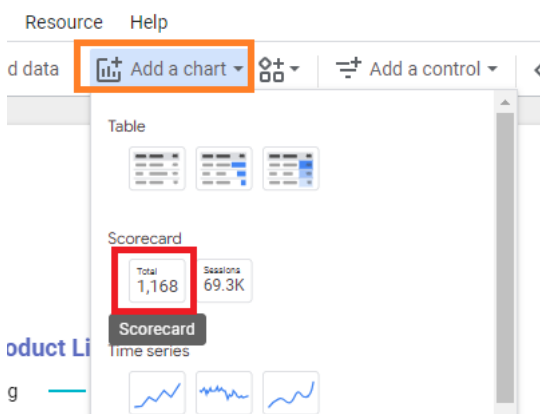 Resource Help
d data Add a chart Add a control
Table
Scorecard
Total Sessions
1,168 69.3K
Scorecard
oduct Li
Time series
g